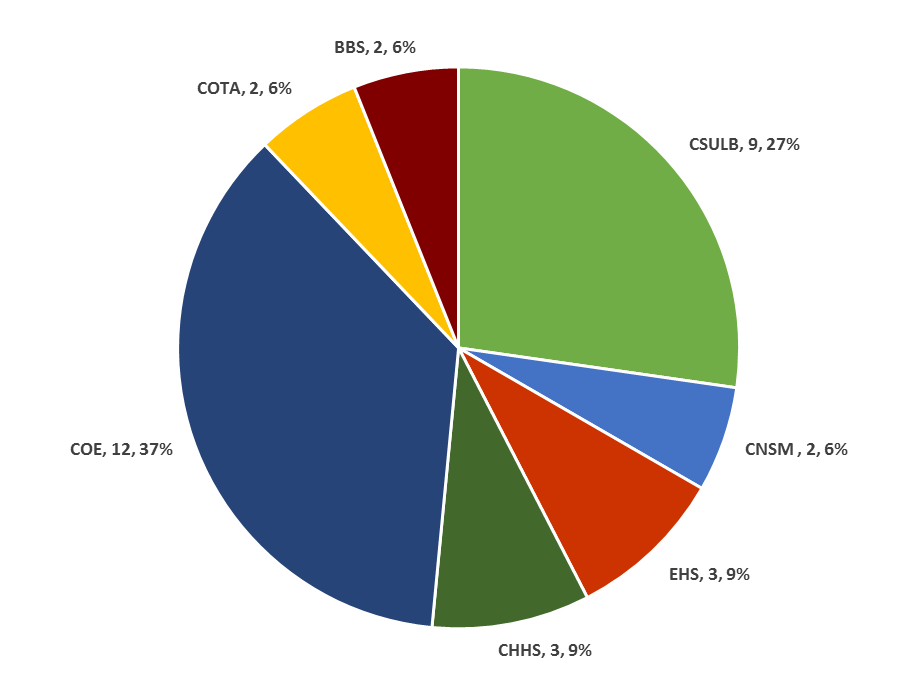 BBS, 2, 6%
COTA, 2, 6%
CSULB, 9, 27%
COE, 12, 37%
CNSM , 2, 6%
EHS, 3, 9%
CHHS, 3, 9%